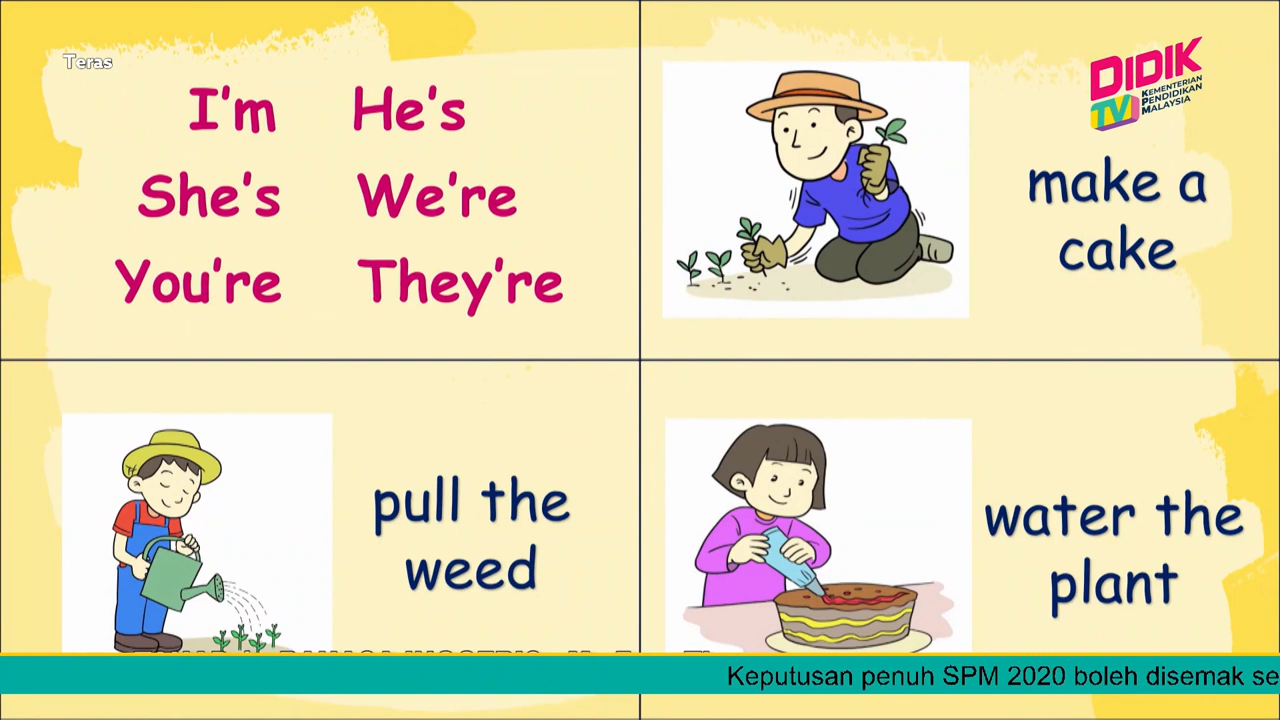 Teras
I'm He's
She's We're
You're They're
DIDIK
TV
KEMENTERIAN
PENDIDIKAN
MALAYSIA
make a
cake
pull the
weed
water the
plant
Keputusan penuh SPM 2020 boleh disemak se